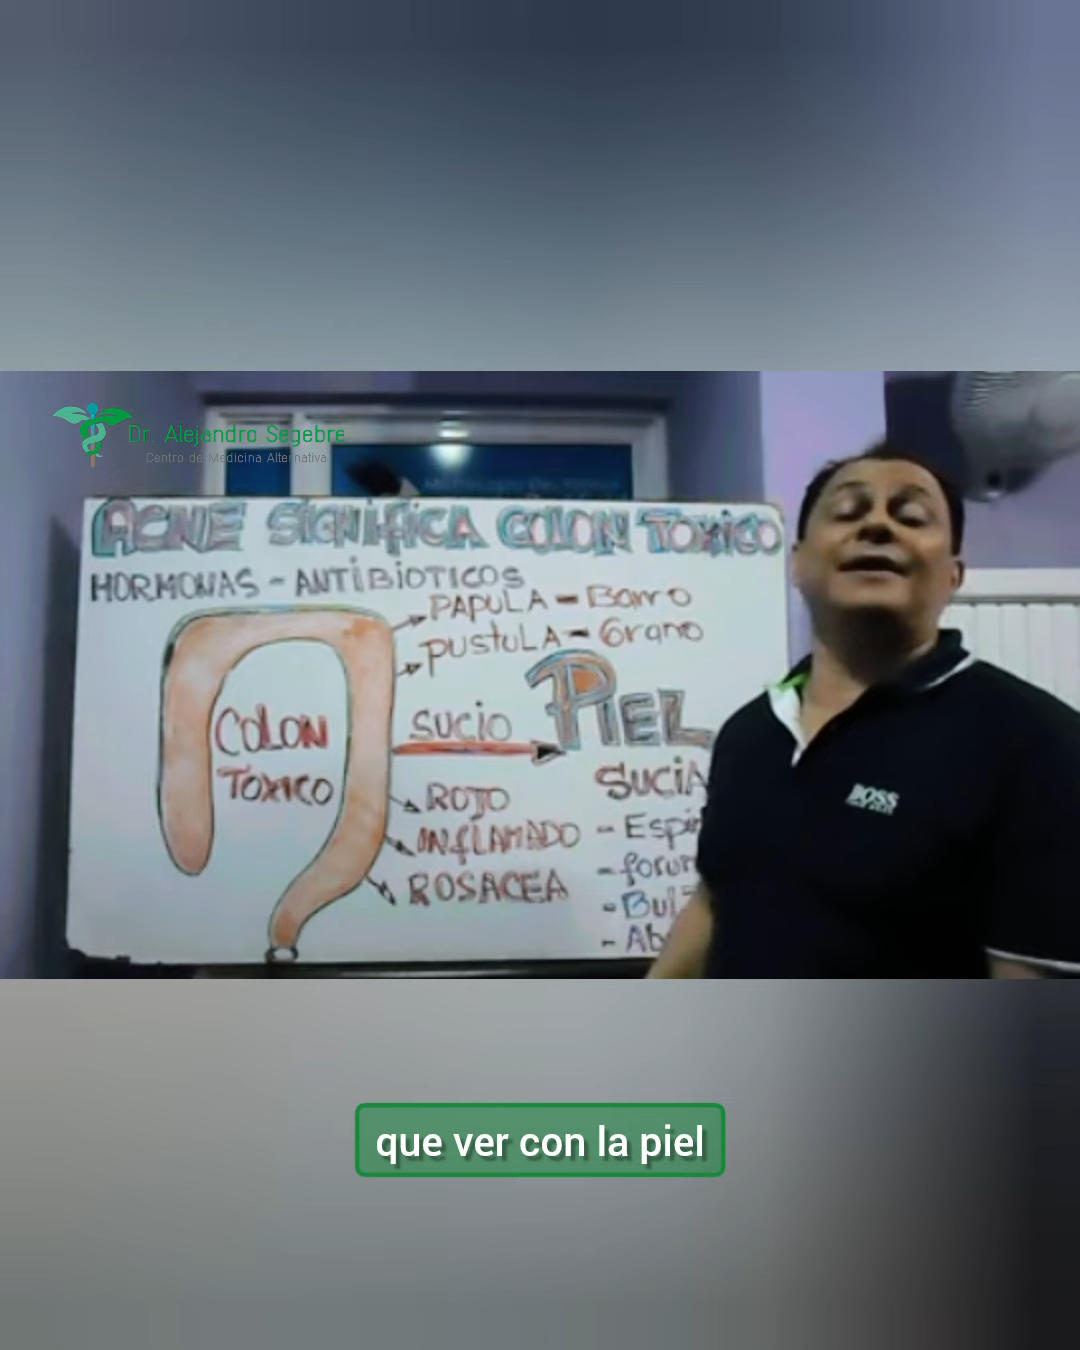 Dr. Alejandro Segebre
Centro de Medicina Alternativa
ACNE SIGNIFICA COLON TOXICO
HORMONAS - ANTIBIOTICOS
PAPULA - Barro
PUSTULA - Grano
PIEL
COLON
SUCIO
TOXICO
SUCIA
ROJO
INFLAMADO
ROSACEA
BOSS
que ver con la piel